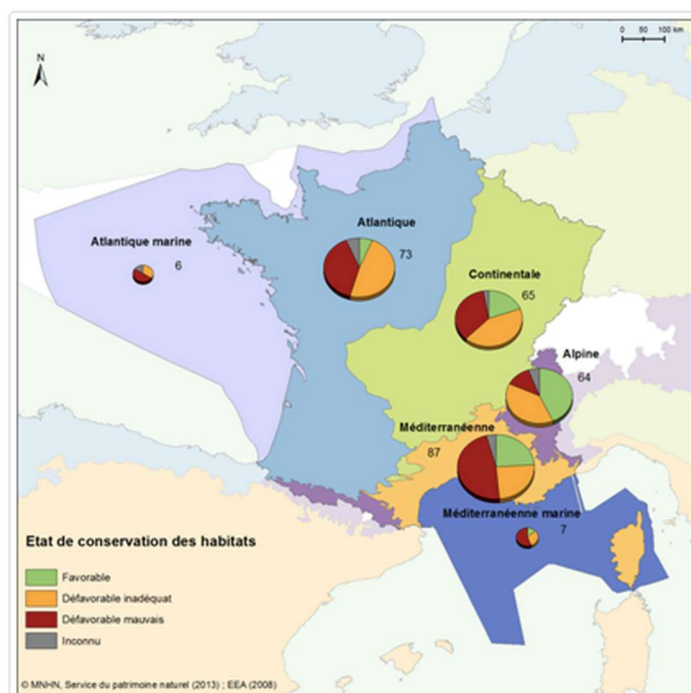 0 50 100 km
N
Atlantique
73
Atlantique marine
6
Continentale
65
Alpine
64
Méditerranéenne
87
Méditerranéenne marine
7
Etat de conservation des habitats
Favorable
Défavorable inadéquat
Défavorable mauvais
Inconnu
© MNHN, Service du patrimoine naturel (2013) ; EEA (2008)